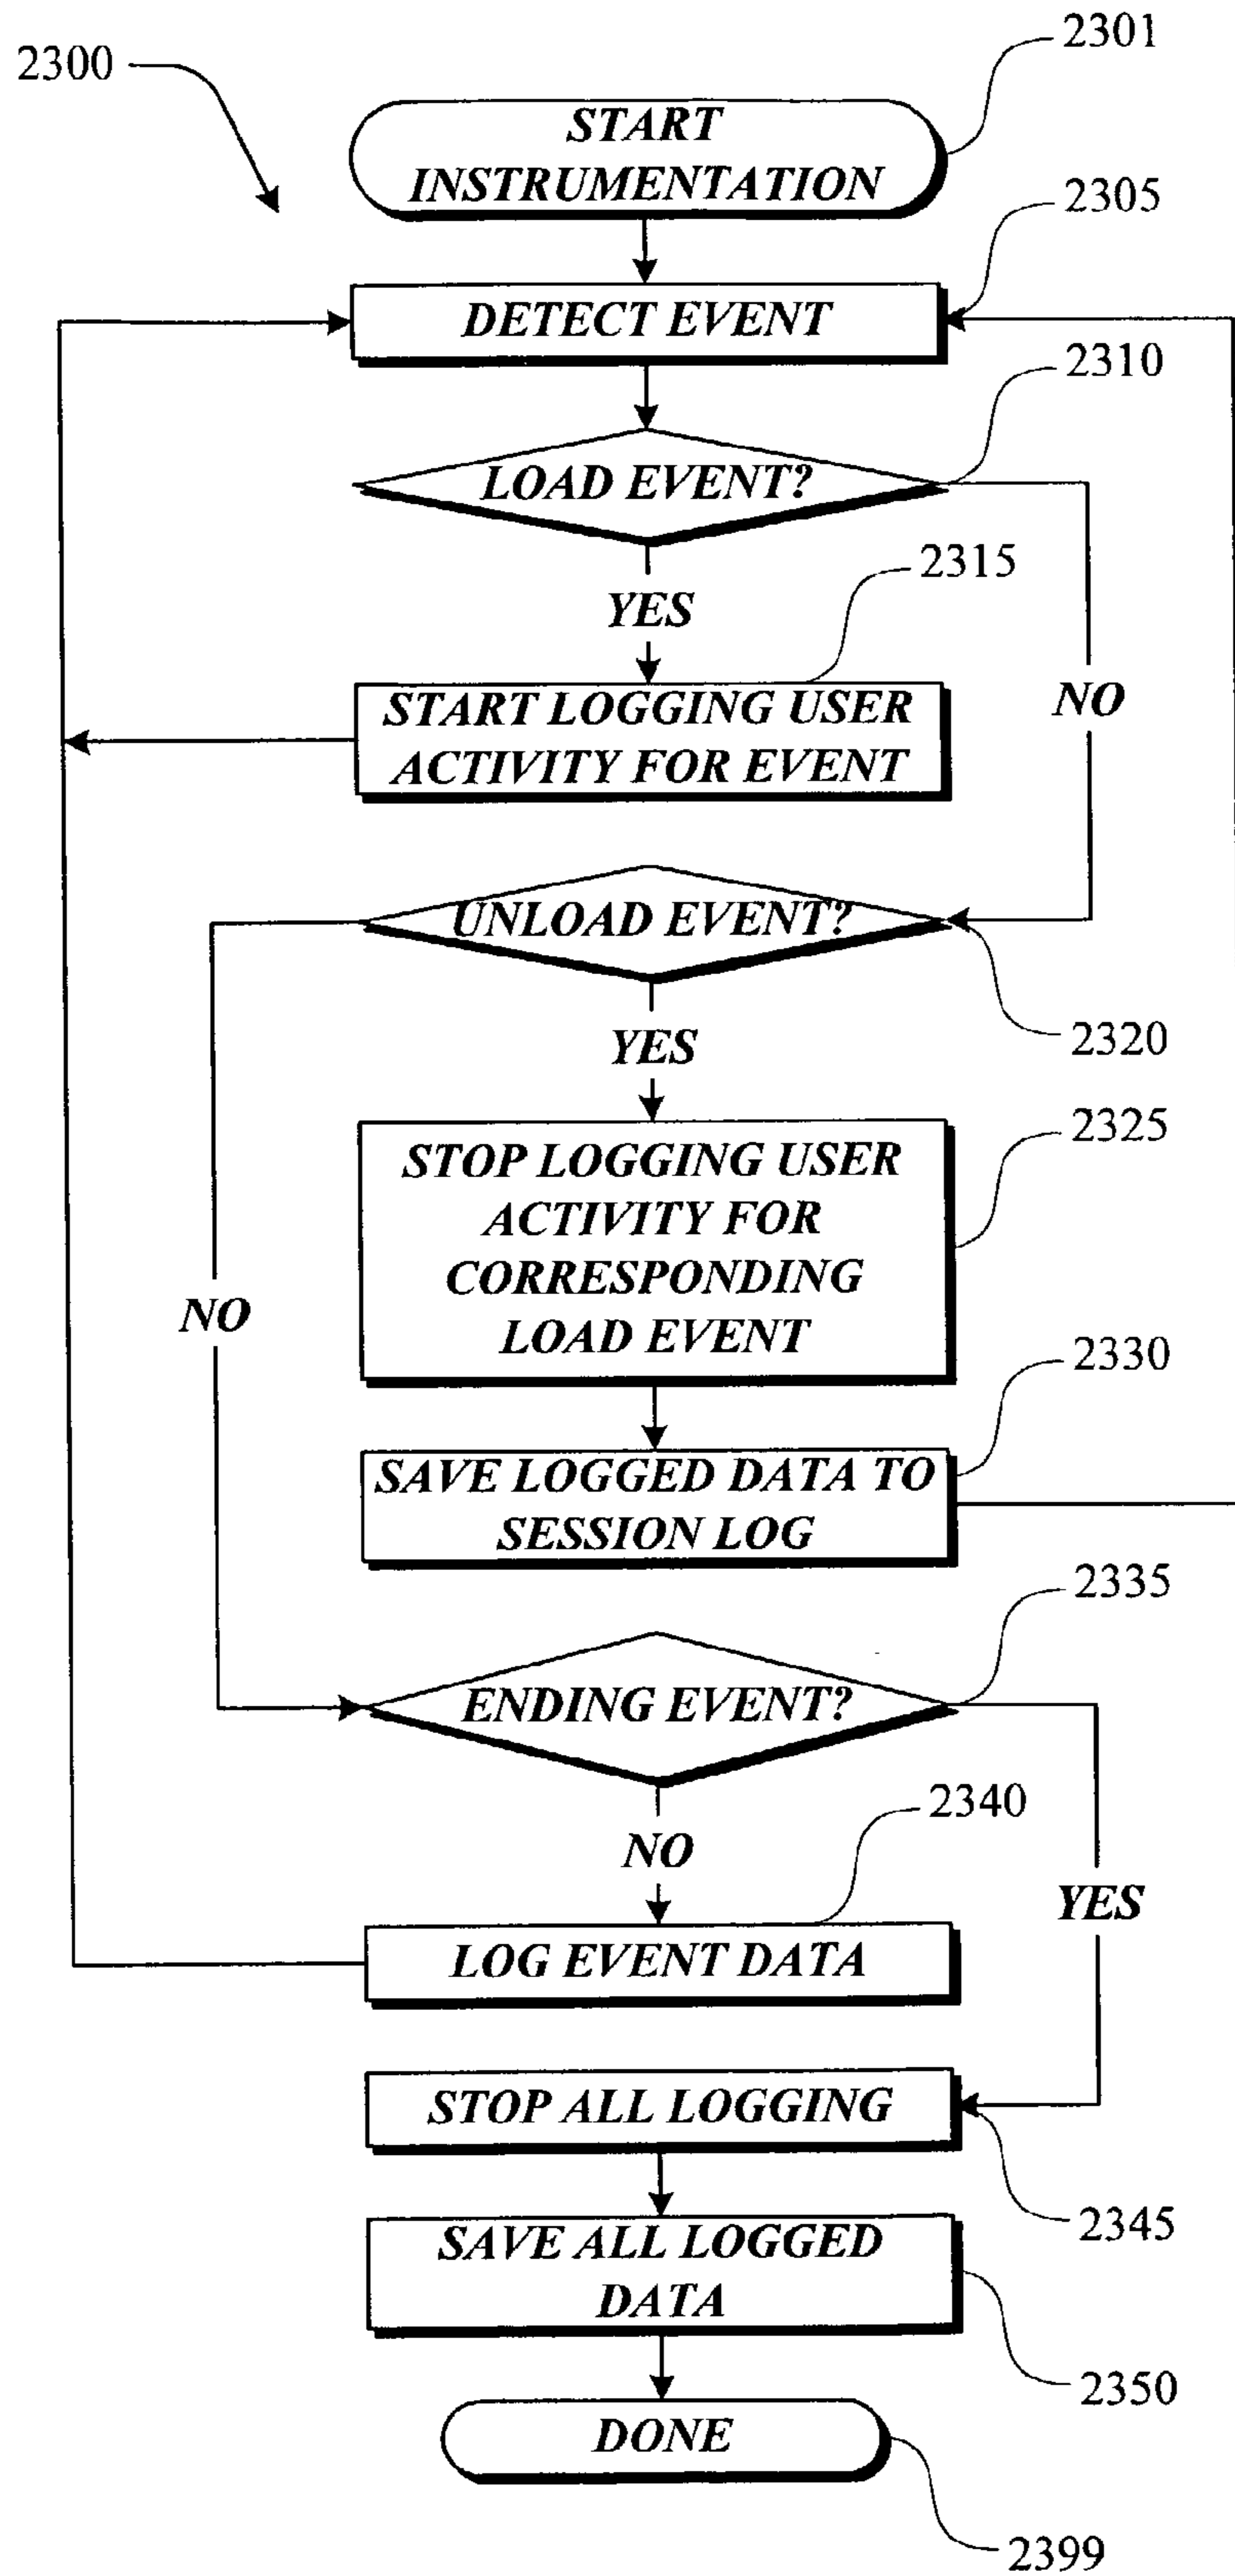 2301
2300
START
INSTRUMENTATION
2305
DETECT EVENT
2310
LOAD EVENT?
2315
YES
NO
START LOGGING USER
ACTIVITY FOR EVENT
UNLOAD EVENT?
2320
YES
2325
STOP LOGGING USER
ACTIVITY FOR
CORRESPONDING
LOAD EVENT
NO
2330
SAVE LOGGED DATA TO
SESSION LOG
2335
ENDING EVENT?
2340
NO
YES
LOG EVENT DATA
STOP ALL LOGGING
2345
SAVE ALL LOGGED
DATA
2350
DONE
2399